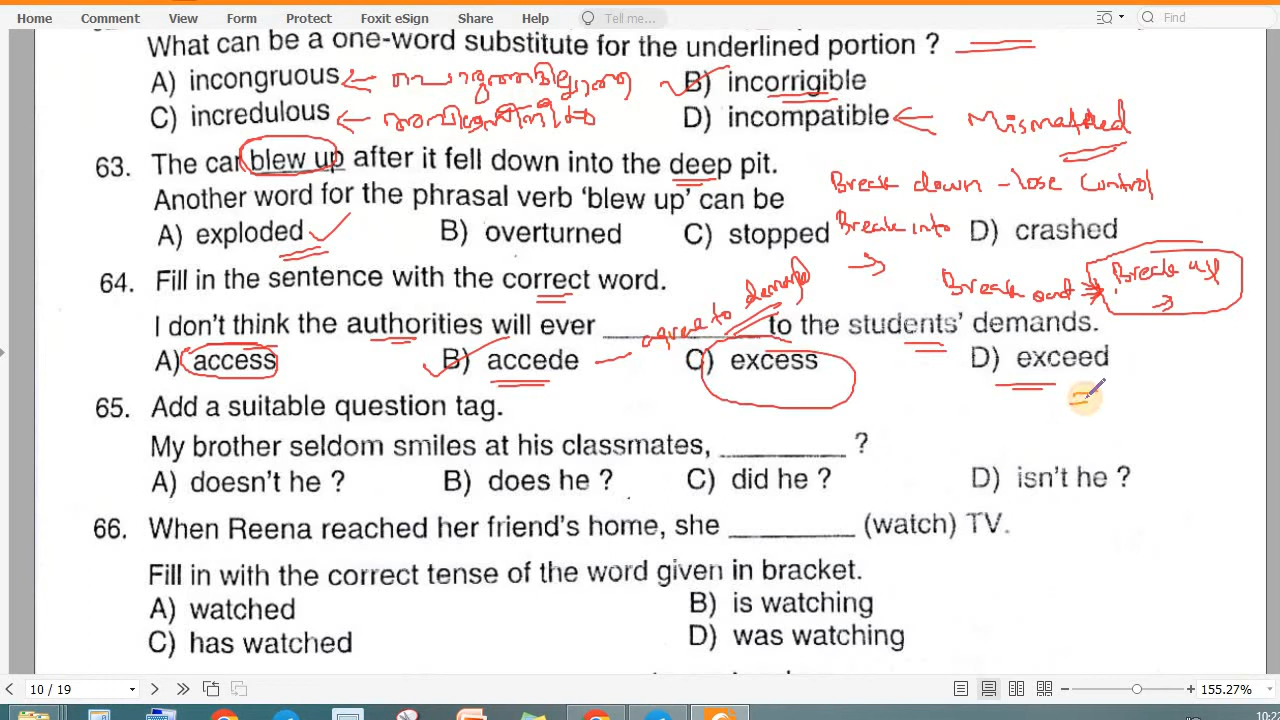 Home Comment View Form Protect Foxit eSign Share Help Tell me... Find
What can be a one-word substitute for the underlined portion ?
A) incongruous B) incorrigible
C) incredulous D) incompatible Mismatched
63. The car blew up after it fell down into the deep pit.
Break down - lose control
Another word for the phrasal verb ‘blew up’ can be
A) exploded B) overturned C) stopped Break into D) crashed
64. Fill in the sentence with the correct word.
Break out Break up
agree to demand
I don't think the authorities will ever __________ to the students’ demands.
A) access B) accede C) excess D) exceed
65. Add a suitable question tag.
My brother seldom smiles at his classmates, ________ ?
A) doesn't he ? B) does he ? C) did he ? D) isn't he ?
66. When Reena reached her friend's home, she ________ (watch) TV.
Fill in with the correct tense of the word given in bracket.
A) watched B) is watching
C) has watched D) was watching
10 / 19 155.27%